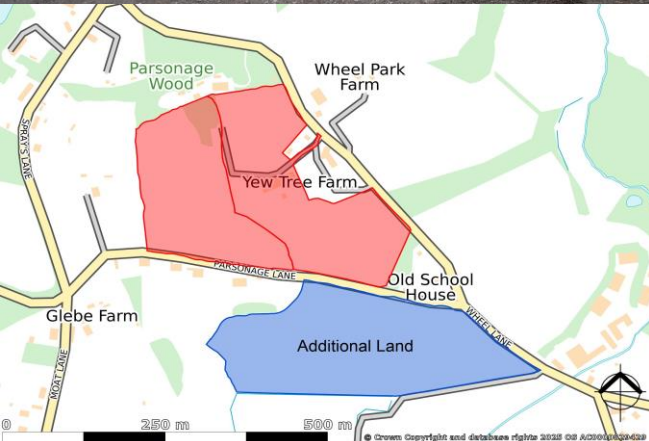 Parsonage
Wood
Wheel Park
Farm
SPRAY'S LANE
Yew Tree Farm
PARSONAGE LANE
Old School
House
Glebe Farm
WHEEL LANE
Additional Land
MOAT LANE
0 250 m 500 m
© Crown Copyright and database rights 2025 OS